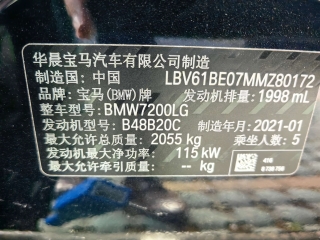 华晨宝马汽车有限公司制造
制造国：中国 LBV61BE07MMZ80172
品牌：宝马(BMW)牌 发动机排量：1998 mL
整车型号：BMW7200LG
发动机型号：B48B20C 制造年月：2021-01
最大允许总质量：2055 kg 乘坐人数：5
发动机最大净功率：115 kW
最大允许牵引质量：-- kg